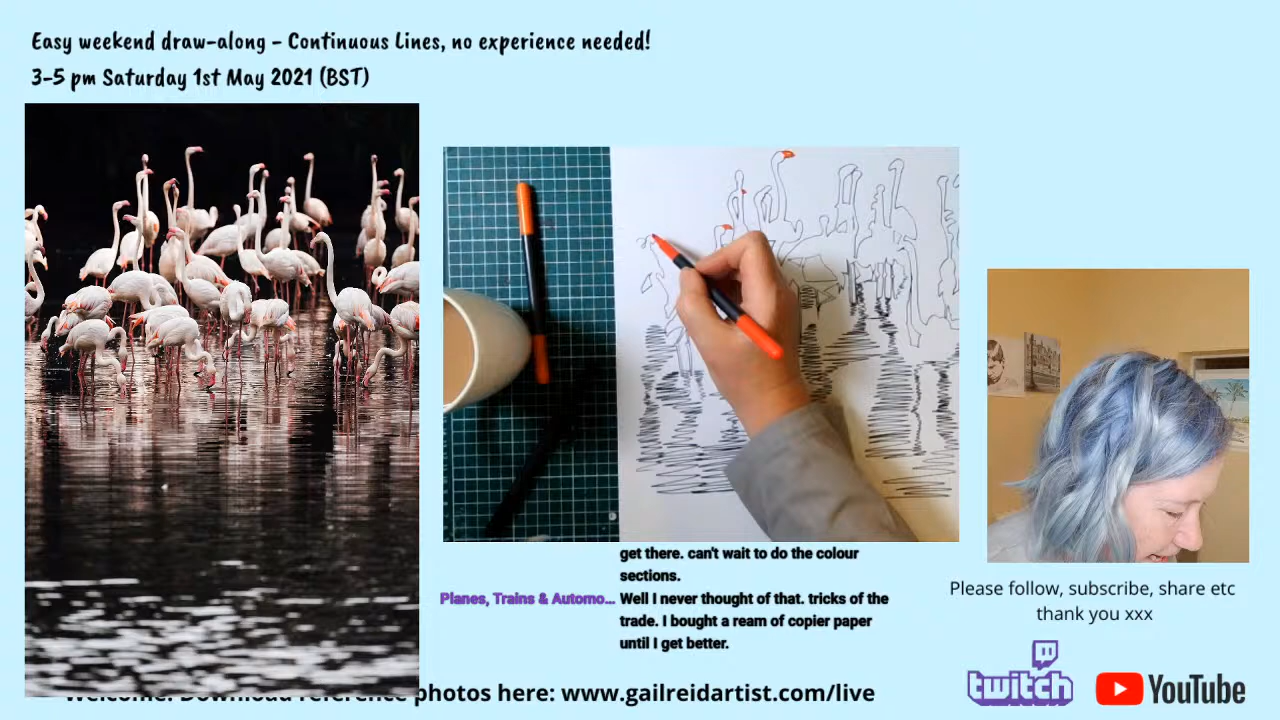 Easy weekend draw-along - Continuous Lines, no experience needed!
3-5 pm Saturday 1st May 2021 (BST)
get there. can't wait to do the colour
sections.
Planes, Trains & Automo... Well I never thought of that. tricks of the
trade. I bought a ream of copier paper
until I get better.
Please follow, subscribe, share etc
thank you xxx
Welcome! Download reference photos here: www.gailreidartist.com/live
twitch
YouTube